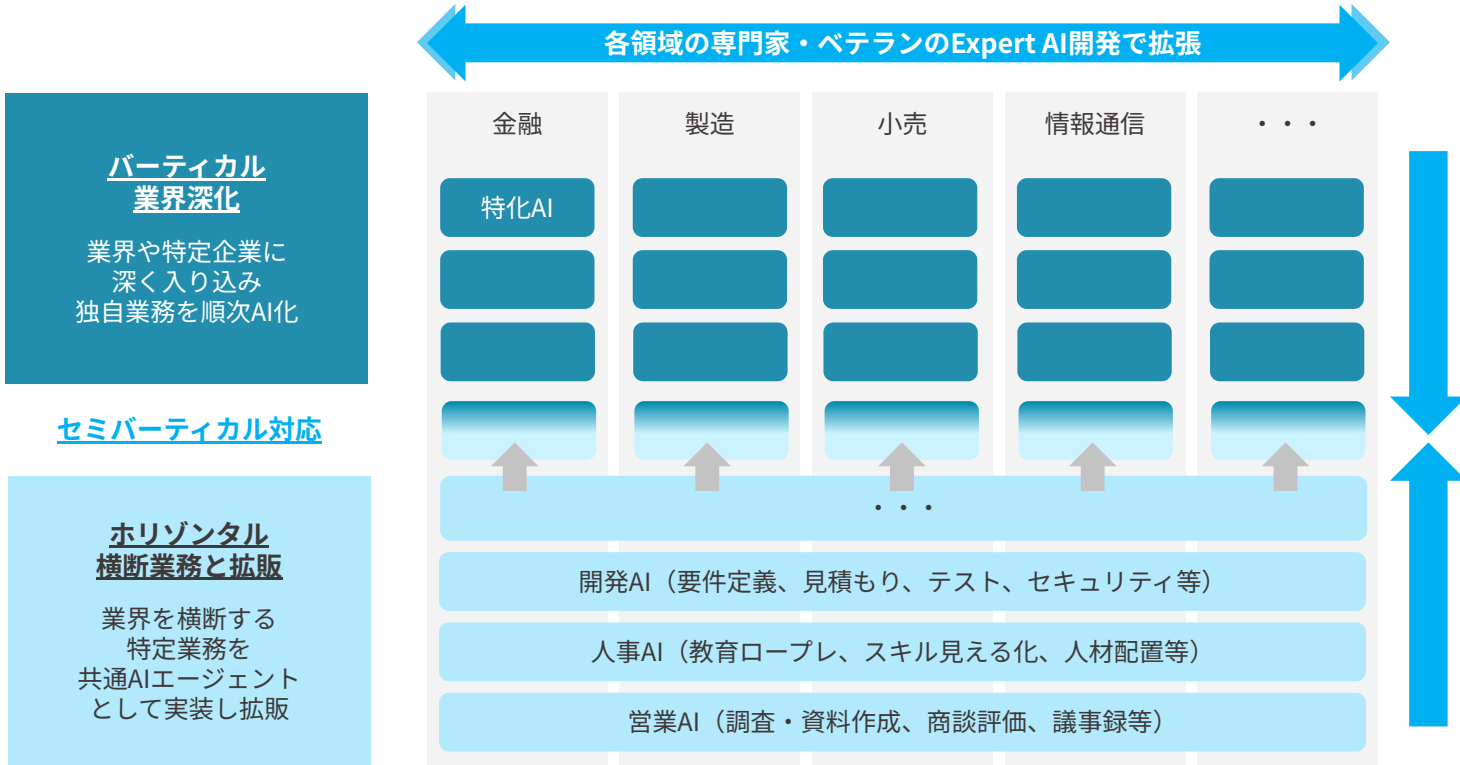 各領域の専門家・ベテランのExpert AI開発で拡張
バーティカル
業界深化
業界や特定企業に
深く入り込み
独自業務を順次AI化
金融
製造
小売
情報通信
・・・
特化AI
セミバーティカル対応
ホリゾンタル
横断業務と拡販
業界を横断する
特定業務を
共通AIエージェント
として実装し拡販
・・・
開発AI（要件定義、見積もり、テスト、セキュリティ等）
人事AI（教育ロープレ、スキル見える化、人材配置等）
営業AI（調査・資料作成、商談評価、議事録等）